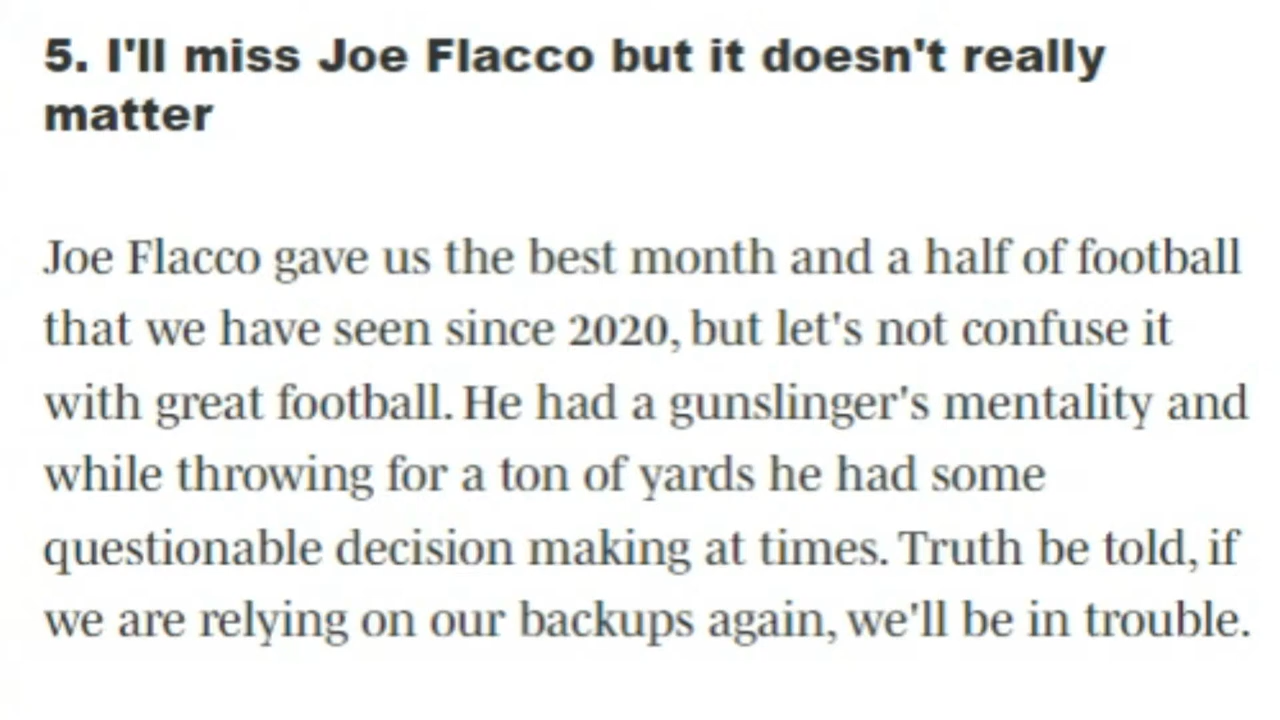 5. I'll miss Joe Flacco but it doesn't really
matter
Joe Flacco gave us the best month and a half of football
that we have seen since 2020, but let's not confuse it
with great football. He had a gunslinger's mentality and
while throwing for a ton of yards he had some
questionable decision making at times. Truth be told, if
we are relying on our backups again, we'll be in trouble.